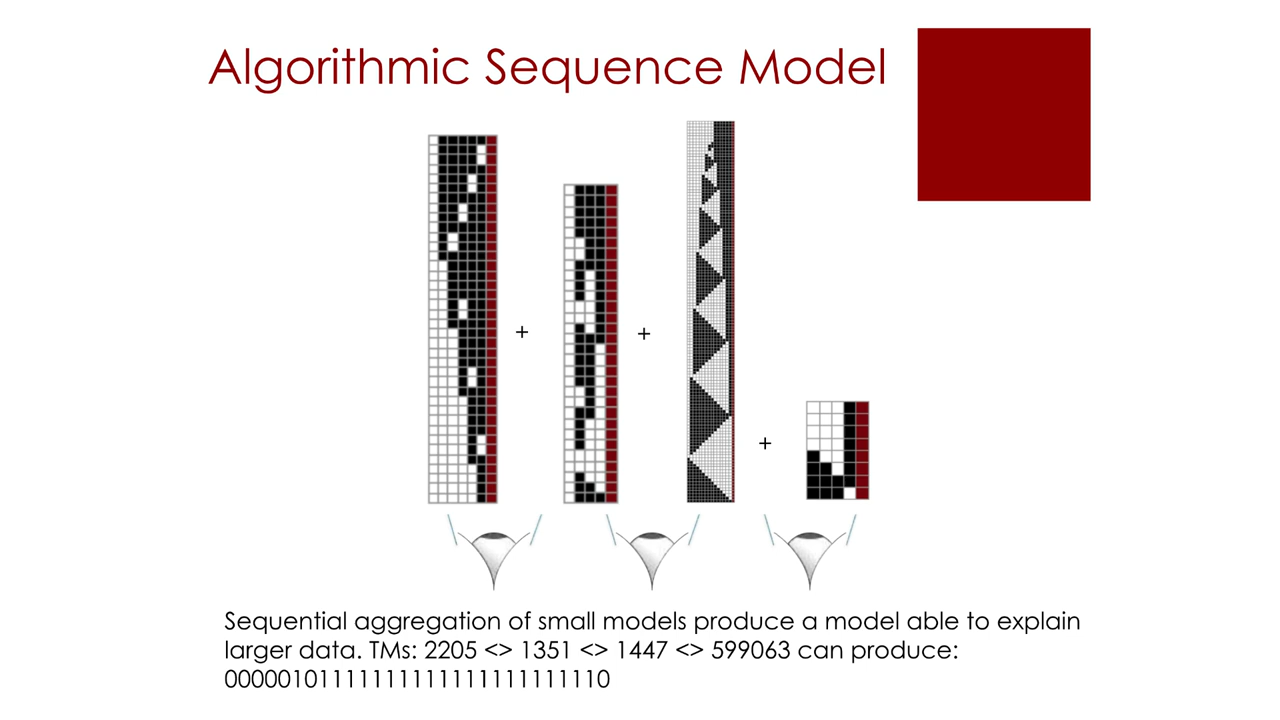 Algorithmic Sequence Model
+
+
+
Sequential aggregation of small models produce a model able to explain
larger data. TMs: 2205 <> 1351 <> 1447 <> 599063 can produce:
00000101111111111111111111110